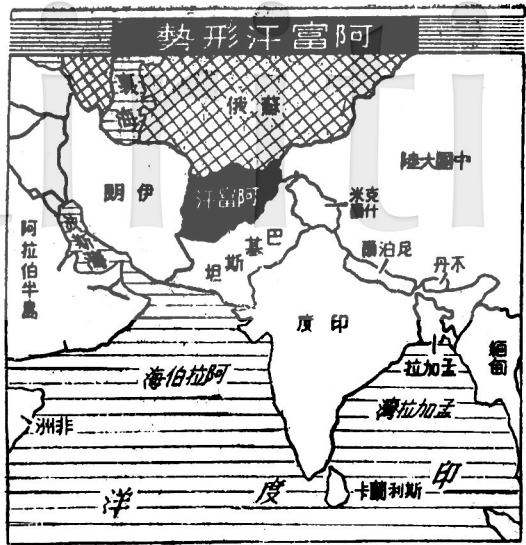 阿富汗形勢
裏海
蘇俄
中國大陸
伊朗
阿富汗
克什
米爾
尼泊爾
不丹
巴基斯坦
波斯灣
阿拉伯半島
印度
緬甸
孟加拉
阿拉伯海
孟加拉灣
非洲
斯利蘭卡
印度洋